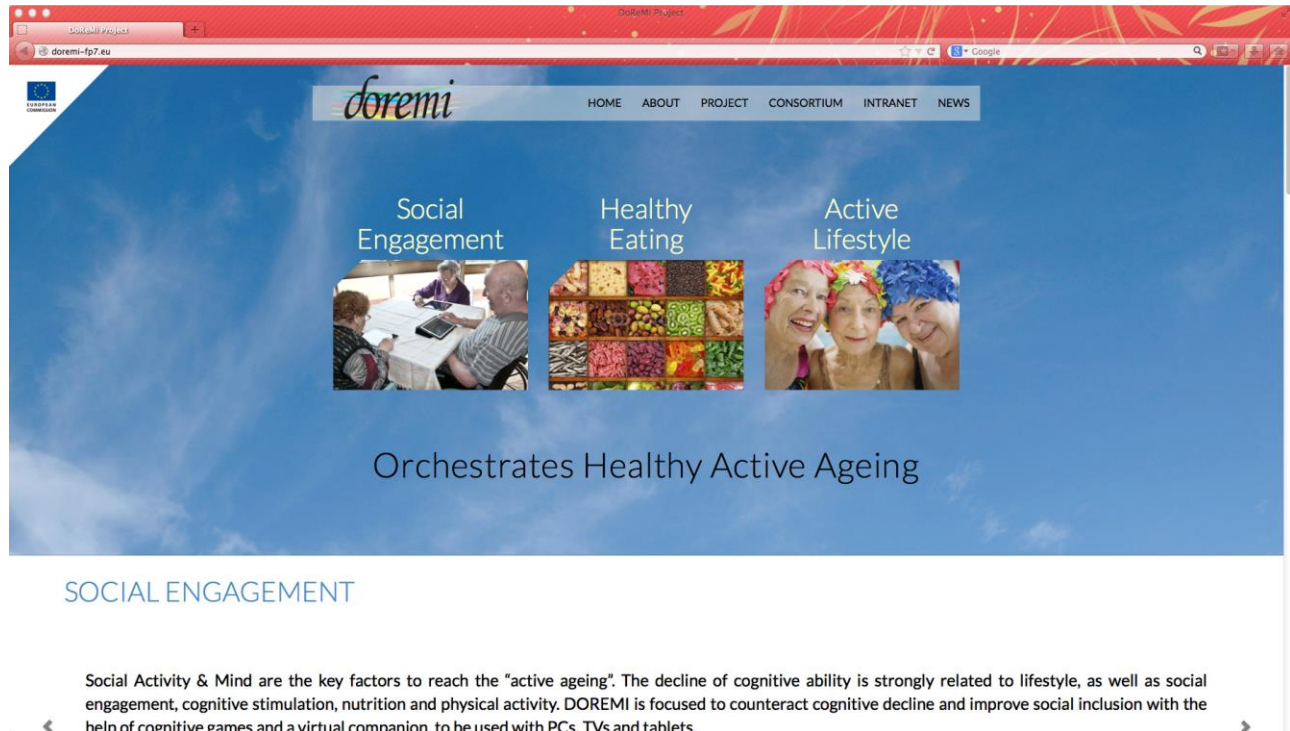 DoReMi Project
DoReMi Project
doremi-fp7.eu
Google
EUROPEAN
COMMISSION
doremi
HOME ABOUT PROJECT CONSORTIUM INTRANET NEWS
Social
Engagement
Healthy
Eating
Active
Lifestyle
Orchestrates Healthy Active Ageing
SOCIAL ENGAGEMENT
Social Activity & Mind are the key factors to reach the “active ageing”. The decline of cognitive ability is strongly related to lifestyle, as well as social
engagement, cognitive stimulation, nutrition and physical activity. DOREMI is focused to counteract cognitive decline and improve social inclusion with the
help of cognitive games and a virtual companion, to be used with PCs, TVs and tablets.